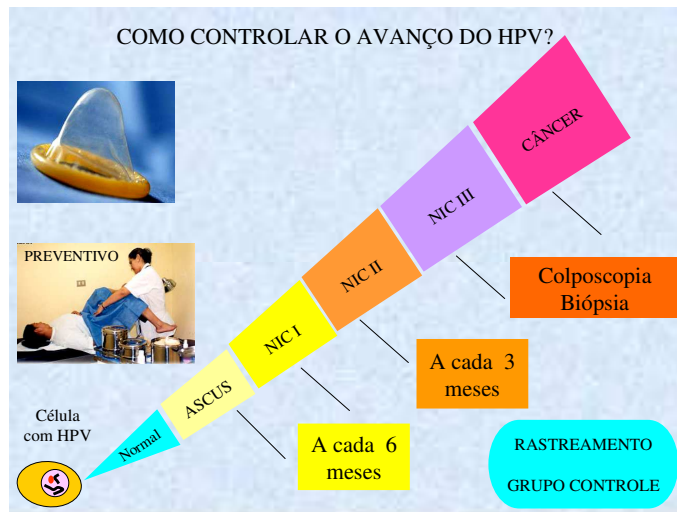 COMO CONTROLAR O AVANÇO DO HPV?
CÂNCER
NIC III
PREVENTIVO
NIC II
Colposcopia
Biópsia
NIC I
A cada 3
meses
ASCUS
Célula
com HPV
Normal
A cada 6
meses
RASTREAMENTO
GRUPO CONTROLE